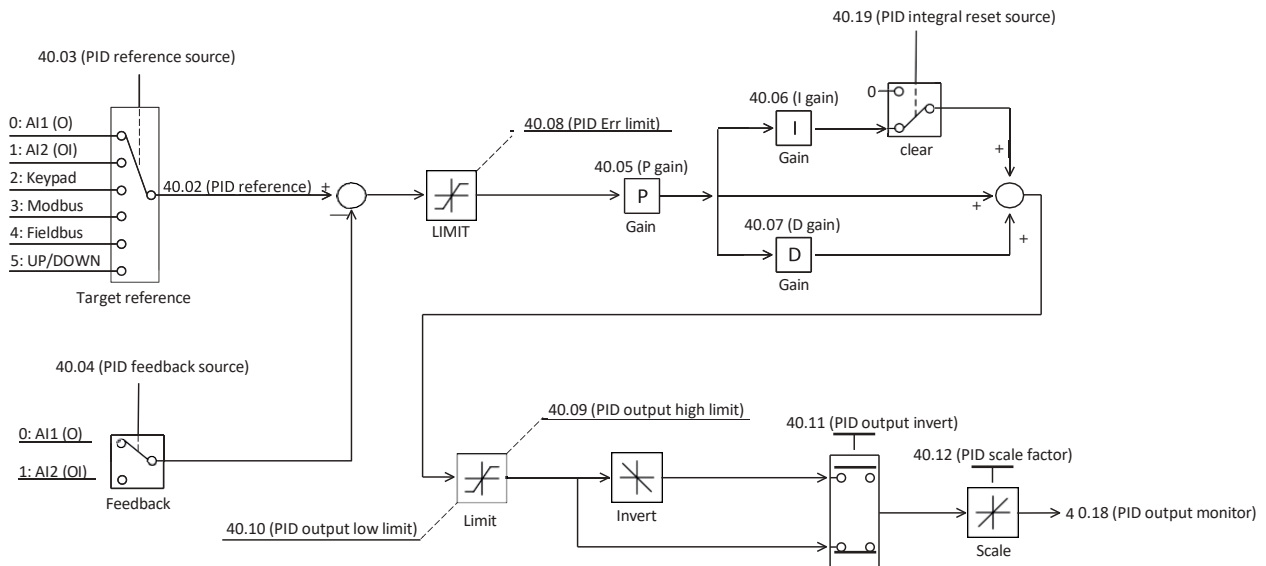 40.19 (PID integral reset source)
40.03 (PID reference source)
0: AI1 (O)
1: AI2 (OI)
2: Keypad
3: Modbus
4: Fieldbus
5: UP/DOWN
Target reference
40.02 (PID reference)
+
—
40.08 (PID Err limit)
LIMIT
40.05 (P gain)
P
Gain
40.06 (I gain)
I
Gain
0
clear
+
+
+
40.07 (D gain)
D
Gain
40.04 (PID feedback source)
0: AI1 (O)
1: AI2 (OI)
Feedback
40.09 (PID output high limit)
40.10 (PID output low limit)
Limit
Invert
40.11 (PID output invert)
40.12 (PID scale factor)
Scale
4 0.18 (PID output monitor)